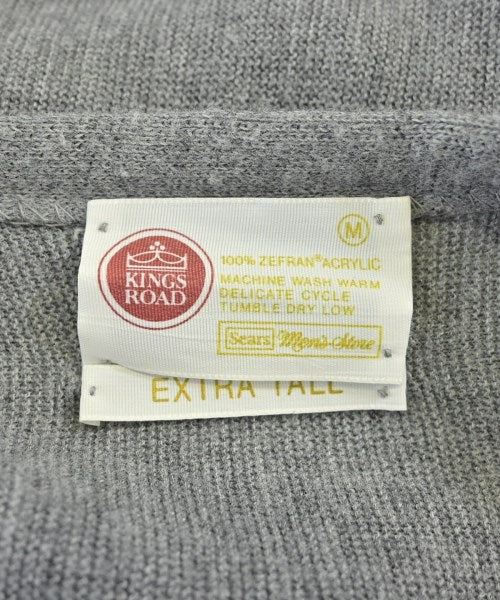 M
KINGS
ROAD
100% ZEFRAN® ACRYLIC
MACHINE WASH WARM
DELICATE CYCLE
TUMBLE DRY LOW
Sears Men's Store
EXTRA TALL